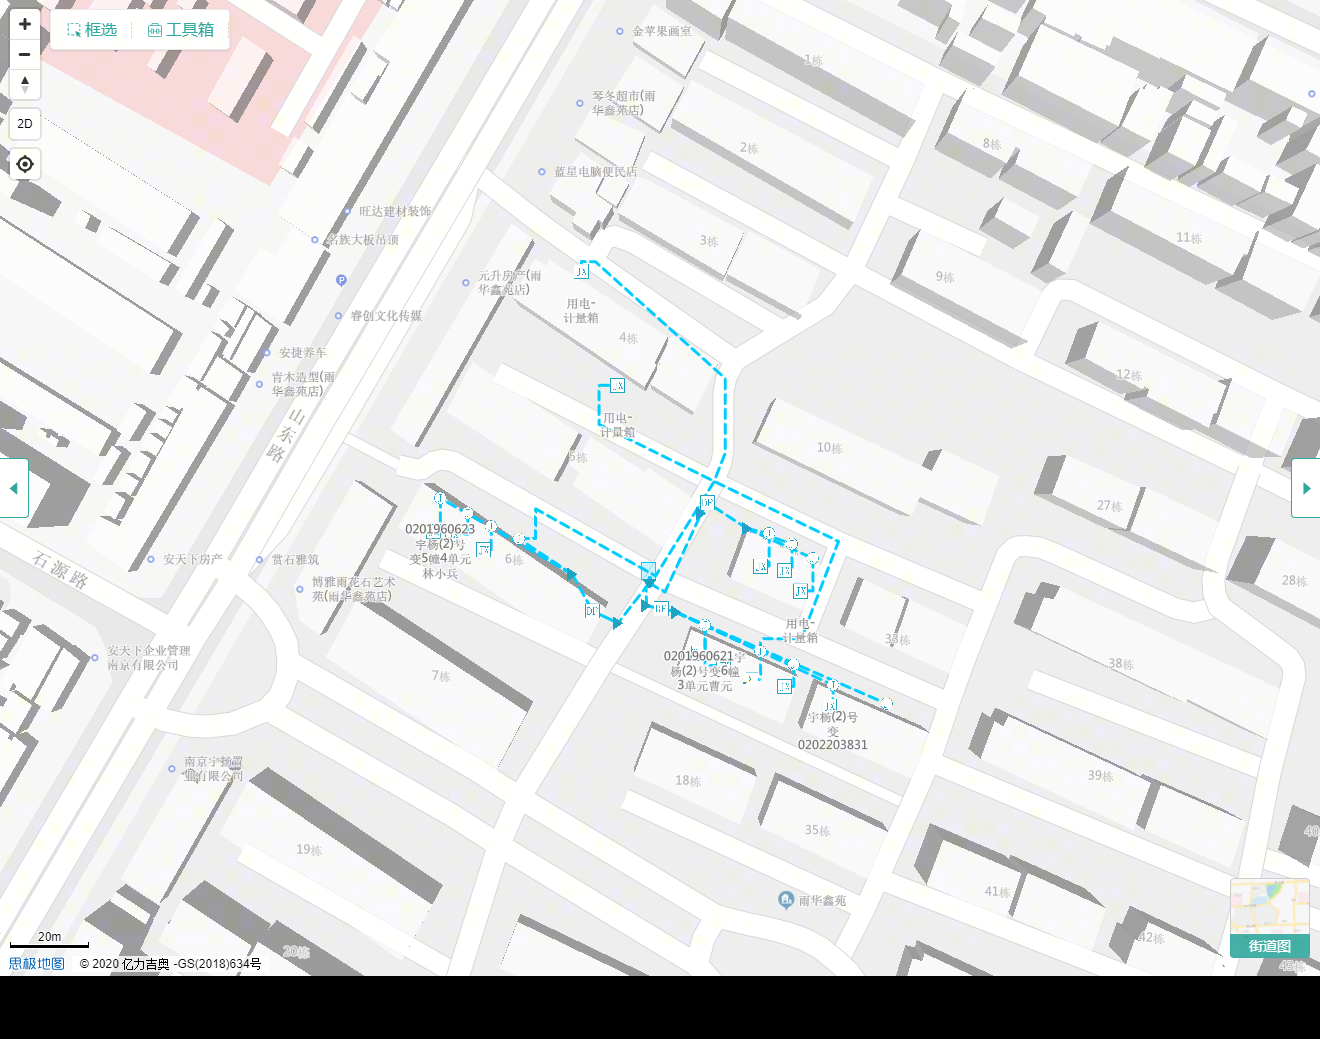 框选
工具箱
2D
金苹果画室
1栋
琴冬超市(雨
华鑫苑店)
2栋
8栋
蓝星电脑便民店
旺达建材装饰
名族大板吊顶
3栋
11栋
元升房产(雨
华鑫苑店)
9栋
P
JX
用电-
计量箱
睿创文化传媒
4栋
安捷养车
青木造型(雨
华鑫苑店)
12栋
JX
山东路
用电-
计量箱
10栋
5栋
27栋
0201960623
宇杨(2)号
变5幢4单元
林小兵
JX
6栋
安天下房产
赏石雅筑
石源路
博雅雨花石艺术
苑(雨华鑫苑店)
JX
JX
JX
28栋
用电-
计量箱
安天下企业管理
南京有限公司
0201960621宇
杨(2)号变6幢
3单元曹元
38栋
7栋
JX
JX
宇杨(2)号
变
0202203831
南京宇扬置
业有限公司
18栋
39栋
35栋
19栋
41栋
雨华鑫苑
42栋
20栋
20m
街道图
思极地图
© 2020 亿力吉奥 -GS(2018)634号